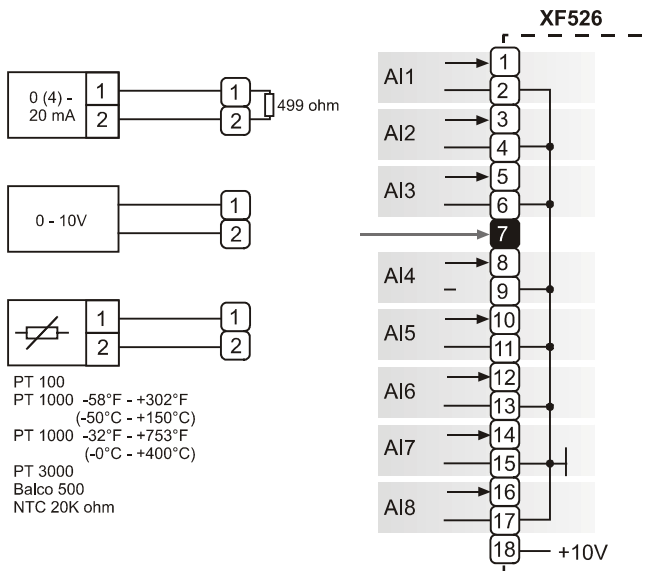 XF526
0 (4) -
20 mA
1
2
1
2
499 ohm
0 - 10V
1
2
1
2
1
2
PT 100
PT 1000 -58°F - +302°F
(-50°C - +150°C)
PT 1000 -32°F - +753°F
(-0°C - +400°C)
PT 3000
Balco 500
NTC 20K ohm
AI1
1
2
AI2
3
4
AI3
5
6
7
AI4
8
9
AI5
10
11
AI6
12
13
AI7
14
15
AI8
16
17
18
+10V